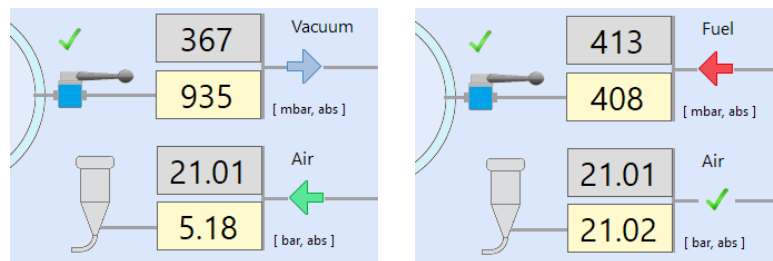 367
Vacuum
935
[ mbar, abs ]
21.01
Air
5.18
[ bar, abs ]
413
Fuel
408
[ mbar, abs ]
21.01
Air
21.02
[ bar, abs ]